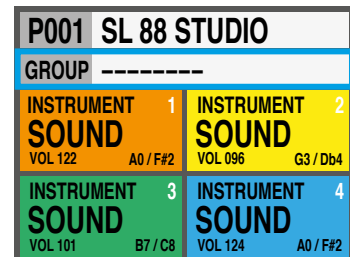 P001 SL 88 STUDIO
GROUP --------
INSTRUMENT 1
SOUND
VOL 122 A0 / F#2
INSTRUMENT 2
SOUND
VOL 096 G3 / Db4
INSTRUMENT 3
SOUND
VOL 101 B7 / C8
INSTRUMENT 4
SOUND
VOL 124 A0 / F#2